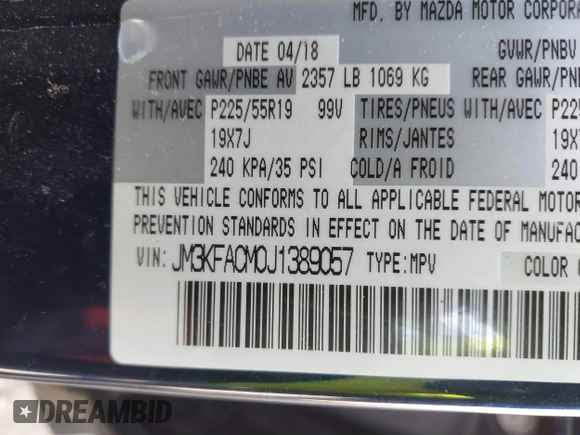 MFD. BY MAZDA MOTOR CORPORA
DATE 04/18 GVWR/PNBV
FRONT GAWR/PNBE AV 2357 LB 1069 KG REAR GAWR/PNB
WITH/AVEC P225/55R19 99V TIRES/PNEUS WITH/AVEC P225
19X7J RIMS/JANTES 19X
240 KPA/35 PSI COLD/A FROID 240
THIS VEHICLE CONFORMS TO ALL APPLICABLE FEDERAL MOTOR
PREVENTION STANDARDS IN EFFECT ON THE DATE OF MANUFAC
VIN: JM3KFACM0J1389057 TYPE:MPV COLOR
DREAMBID